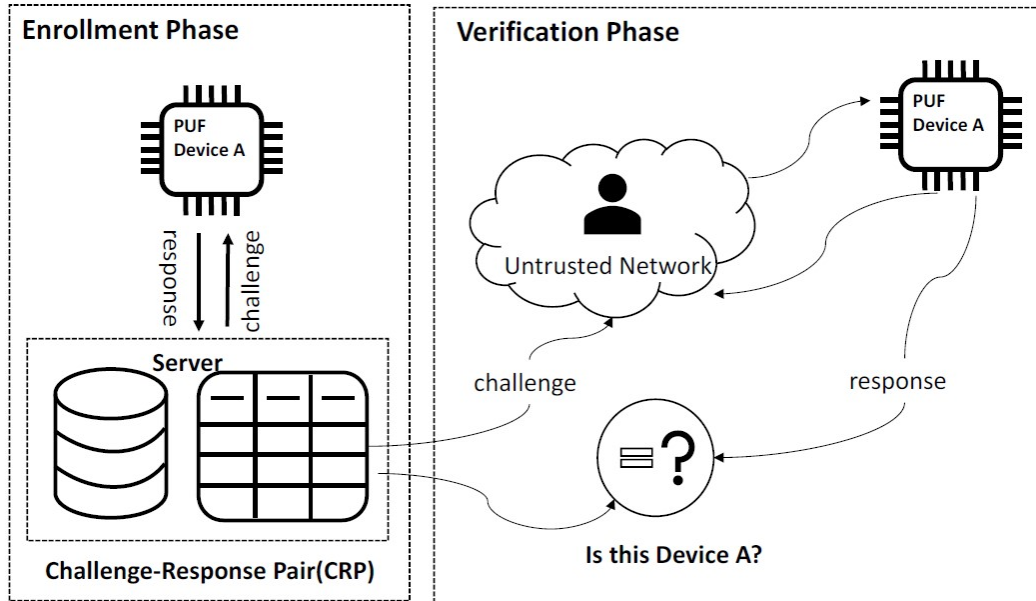 Enrollment Phase
PUF
Device A
response
challenge
Server
Challenge-Response Pair(CRP)
Verification Phase
PUF
Device A
Untrusted Network
challenge
response
=?
Is this Device A?